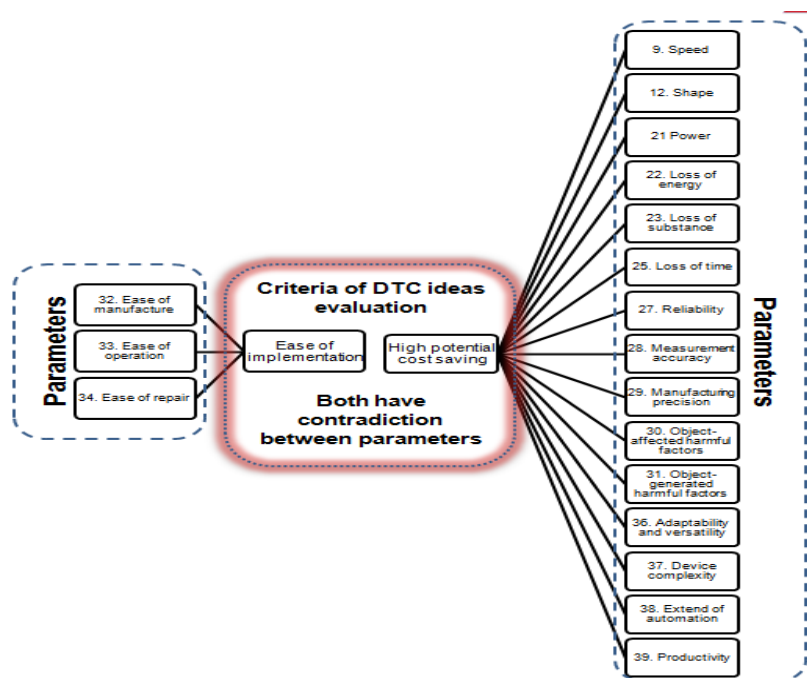 Parameters
32. Ease of
manufacture
33. Ease of
operation
34. Ease of repair
Criteria of DTC ideas
evaluation
Ease of
implementation
High potential
cost saving
Both have
contradiction
between parameters
9. Speed
12. Shape
21 Power
22. Loss of
energy
23. Loss of
substance
25. Loss of time
27. Reliability
28. Measurement
accuracy
29. Manufacturing
precision
30. Object-
affected harmful
factors
31. Object-
generated
harmful factors
36. Adaptability
and versatility
37. Device
complexity
38. Extend of
automation
39. Productivity
Parameters